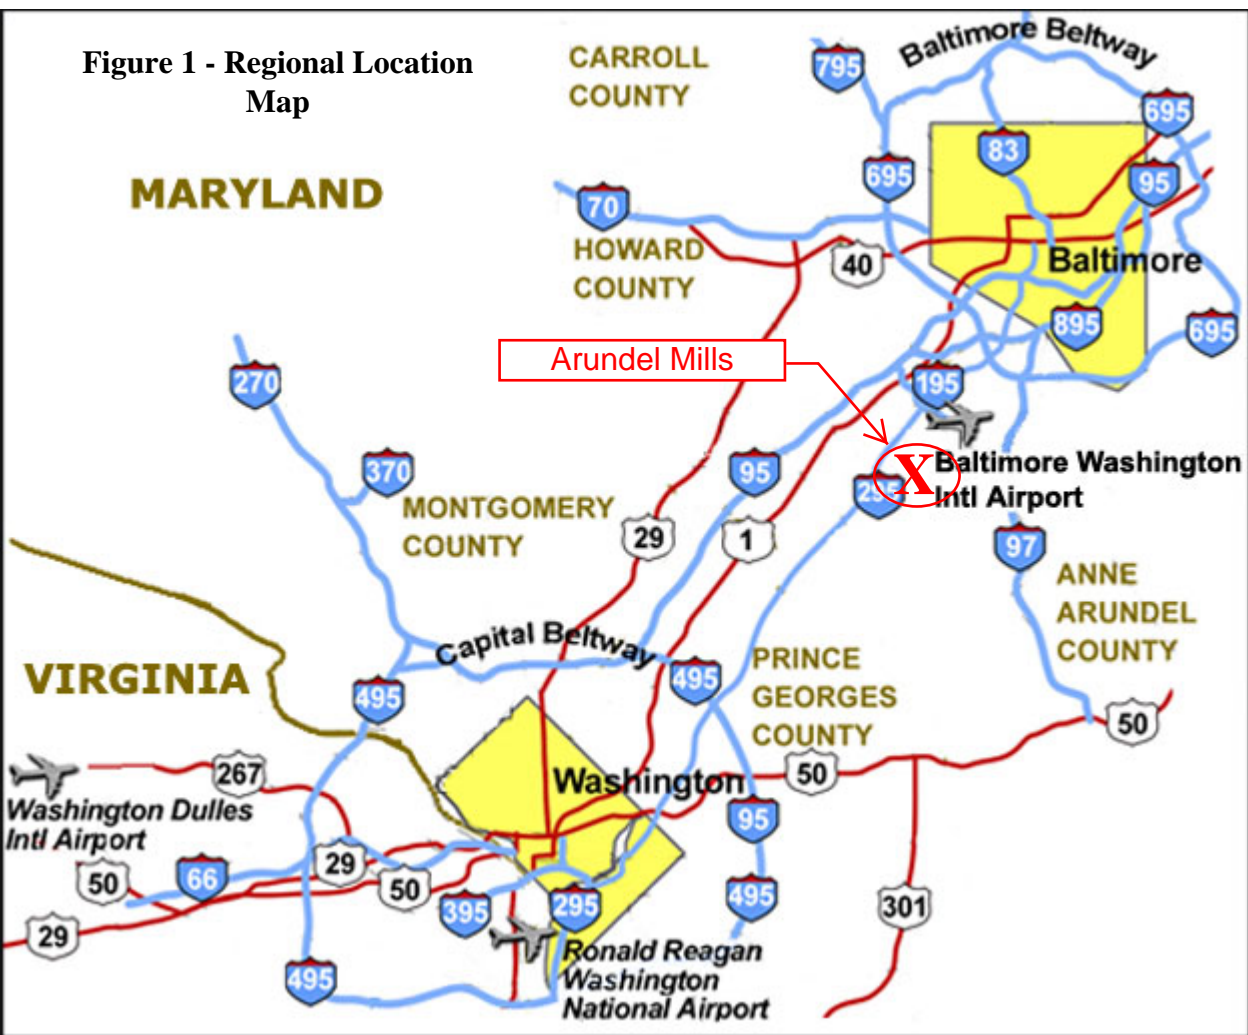 Figure 1 - Regional Location
Map
CARROLL
COUNTY
795
Baltimore Beltway
695
83
MARYLAND
695
95
70
HOWARD
COUNTY
40
Baltimore
895
695
Arundel Mills
270
195
370
95
295
X
Baltimore Washington
Intl Airport
MONTGOMERY
COUNTY
29
1
97
ANNE
ARUNDEL
COUNTY
Capital Beltway
VIRGINIA
495
495
PRINCE
GEORGES
COUNTY
50
267
Washington
50
Washington Dulles
Intl Airport
95
29
50
66
50
395
295
495
301
29
Ronald Reagan
Washington
National Airport
495